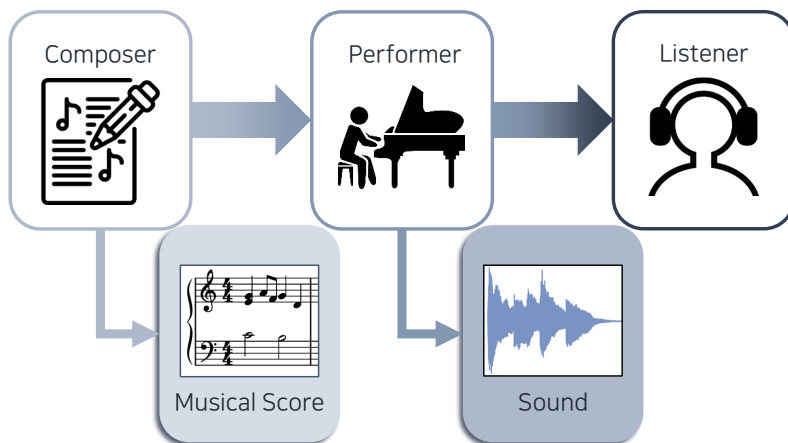 Composer
Performer
Listener
Musical Score
Sound